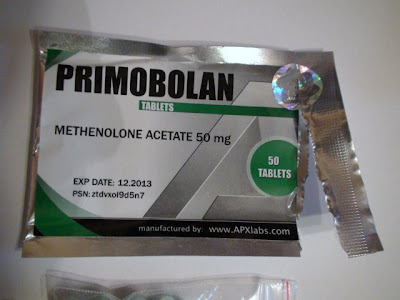 PRIMOBOLAN
TABLETS
METHENOLONE ACETATE 50 mg
50
TABLETS
EXP DATE: 12.2013
PSN: ztdvxol9d5n7
manufactured by: www.APXlabs.com